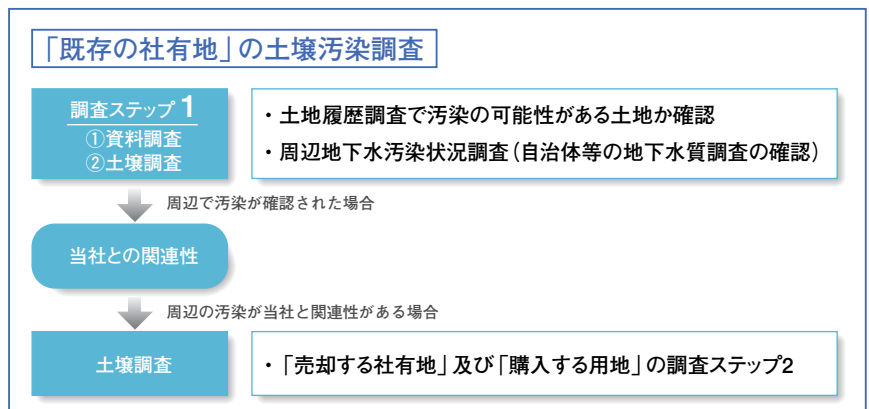 「既存の社有地」の土壌汚染調査
調査ステップ1
①資料調査
②土壌調査
・土地履歴調査で汚染の可能性がある土地か確認
・周辺地下水汚染状況調査(自治体等の地下水質調査の確認)
周辺で汚染が確認された場合
当社との関連性
周辺の汚染が当社と関連性がある場合
土壌調査
・「売却する社有地」及び「購入する用地」の調査ステップ2